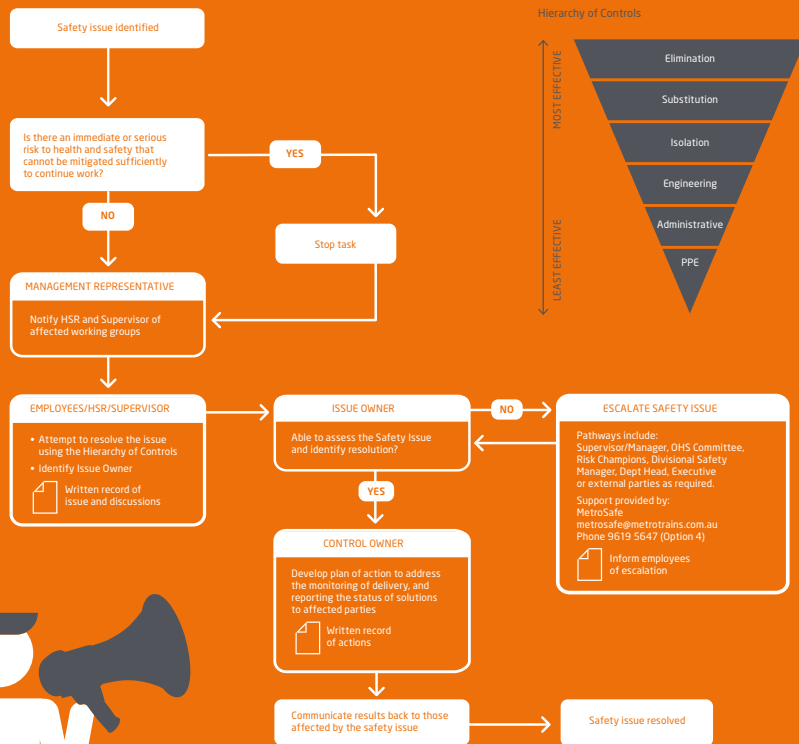 Safety issue identified
Hierarchy of Controls
MOST EFFECTIVE
LEAST EFFECTIVE
Elimination
Substitution
Isolation
Engineering
Administrative
PPE
Is there an immediate or serious
risk to health and safety that
cannot be mitigated sufficiently
to continue work?
YES
NO
Stop task
MANAGEMENT REPRESENTATIVE
Notify HSR and Supervisor of
affected working groups
EMPLOYEES/HSR/SUPERVISOR
• Attempt to resolve the issue
using the Hierarchy of Controls
• Identify Issue Owner
Written record of
issue and discussions
ISSUE OWNER
Able to assess the Safety Issue
and identify resolution?
NO
YES
ESCALATE SAFETY ISSUE
Pathways include:
Supervisor/Manager, OHS Committee,
Risk Champions, Divisional Safety
Manager, Dept Head, Executive
or external parties as required.
Support provided by:
MetroSafe
metrosafe@metrotrains.com.au
Phone 9619 5647 (Option 4)
Inform employees
of escalation
CONTROL OWNER
Develop plan of action to address
the monitoring of delivery, and
reporting the status of solutions
to affected parties
Written record
of actions
Communicate results back to those
affected by the safety issue
Safety issue resolved